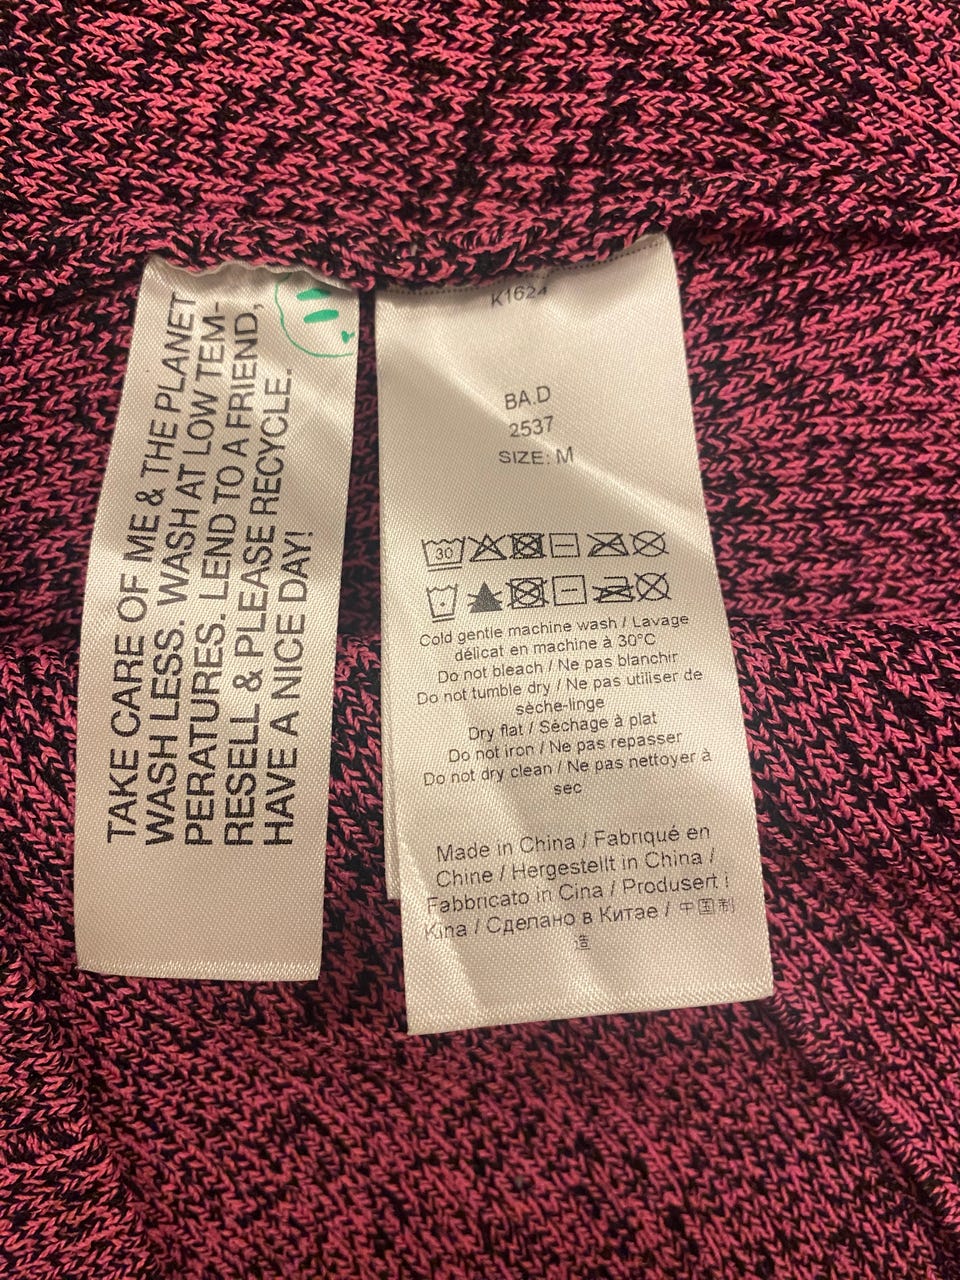 TAKE CARE OF ME & THE PLANET
WASH LESS. WASH AT LOW TEM-
PERATURES. LEND TO A FRIEND,
RESELL & PLEASE RECYCLE.
HAVE A NICE DAY!
K1624
BA.D
2537
SIZE: M
30
Cold gentle machine wash / Lavage
délicat en machine à 30°C
Do not bleach / Ne pas blanchir
Do not tumble dry / Ne pas utiliser de
sèche-linge
Dry flat / Séchage à plat
Do not iron / Ne pas repasser
Do not dry clean / Ne pas nettoyer à
sec
Made in China / Fabriqué en
Chine / Hergestellt in China /
Fabbricato in Cina / Produsert i
Kina / Сделано в Китае / 中国制
造